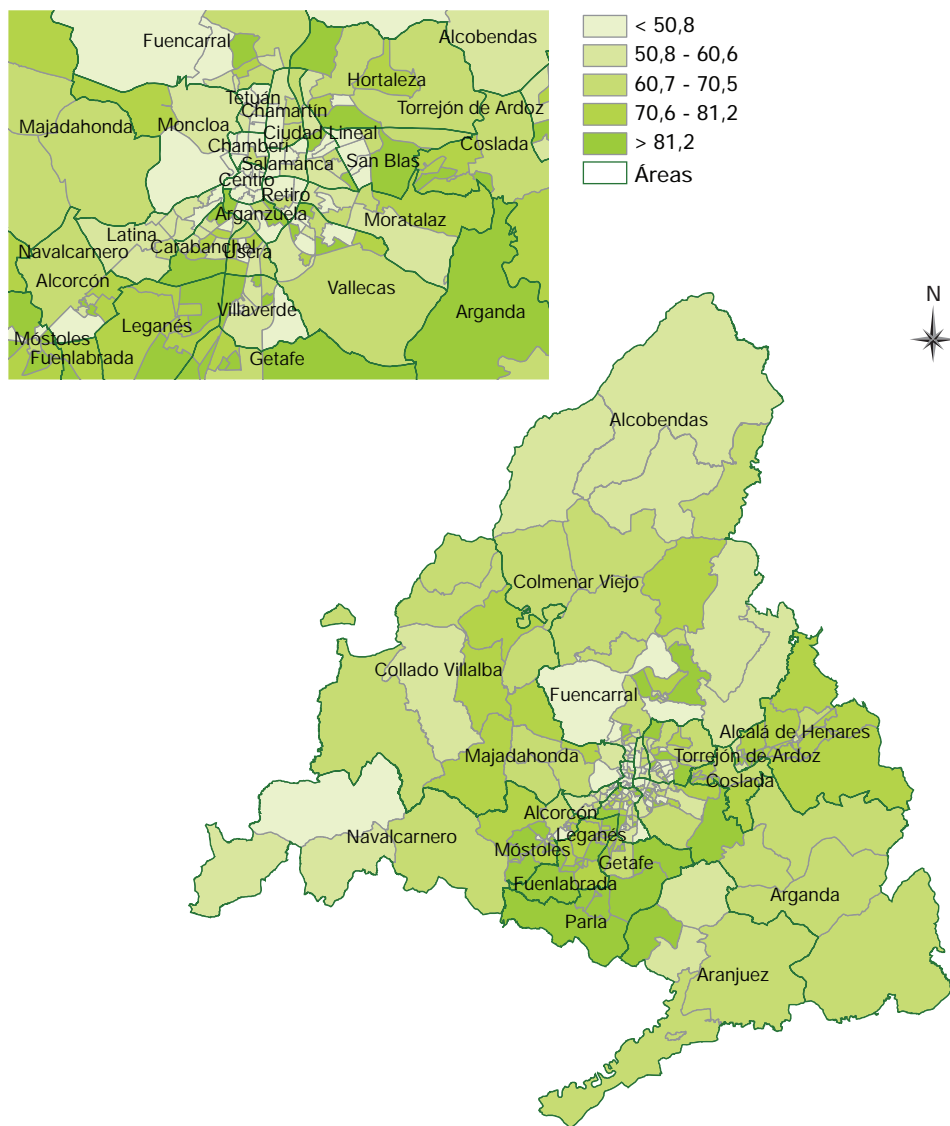 Fuencarral
Alcobendas
Hortaleza
Tetuán
Chamartín
Torrejón de Ardoz
Majadahonda
Moncloa
Ciudad Lineal
Coslada
Chamberí
San Blas
Salamanca
Centro
Retiro
Arganzuela
Moratalaz
Latina
Carabanchel
Usera
Navalcarnero
Alcorcón
Vallecas
Villaverde
Arganda
Leganés
Móstoles
Fuenlabrada
Getafe
< 50,8
50,8 - 60,6
60,7 - 70,5
70,6 - 81,2
> 81,2
Áreas
N
Alcobendas
Colmenar Viejo
Collado Villalba
Fuencarral
Alcalá de Henares
Majadahonda
Torrejón de Ardoz
Coslada
Alcorcón
Navalcarnero
Leganés
Móstoles
Getafe
Fuenlabrada
Arganda
Parla
Aranjuez